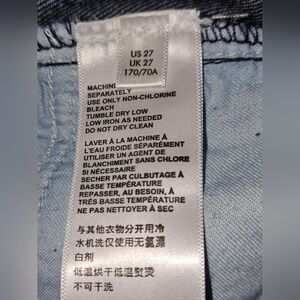 US 27
UK 27
170/70A
MACHINE
SEPARATELY
USE ONLY NON-CHLORINE
BLEACH
TUMBLE DRY LOW
LOW IRON AS NEEDED
DO NOT DRY CLEAN
LAVER À LA MACHINE À
L'EAU FROIDE SÉPARÉMENT
UTILISER UN AGENT DE
BLANCHIMENT SANS CHLORE
SI NÉCESSAIRE
SECHER PAR CULBUTAGE À
BASSE TEMPÉRATURE
REPASSER, AU BESOIN, À
TRÈS BASSE TEMPÉRATURE
NE PAS NETTOYER À SEC
与其他衣物分开用冷
水机洗仅使用无氯漂
白剂
低温烘干低温熨烫
不可干洗